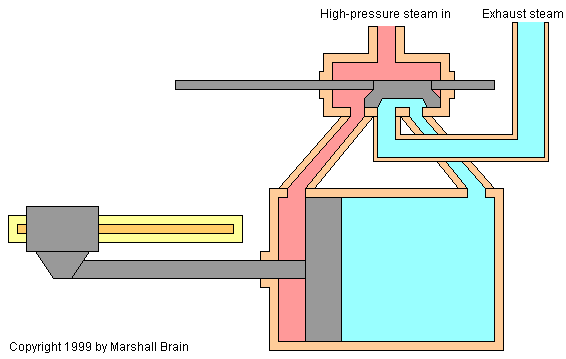 High-pressure steam in
Exhaust steam
Copyright 1999 by Marshall Brain